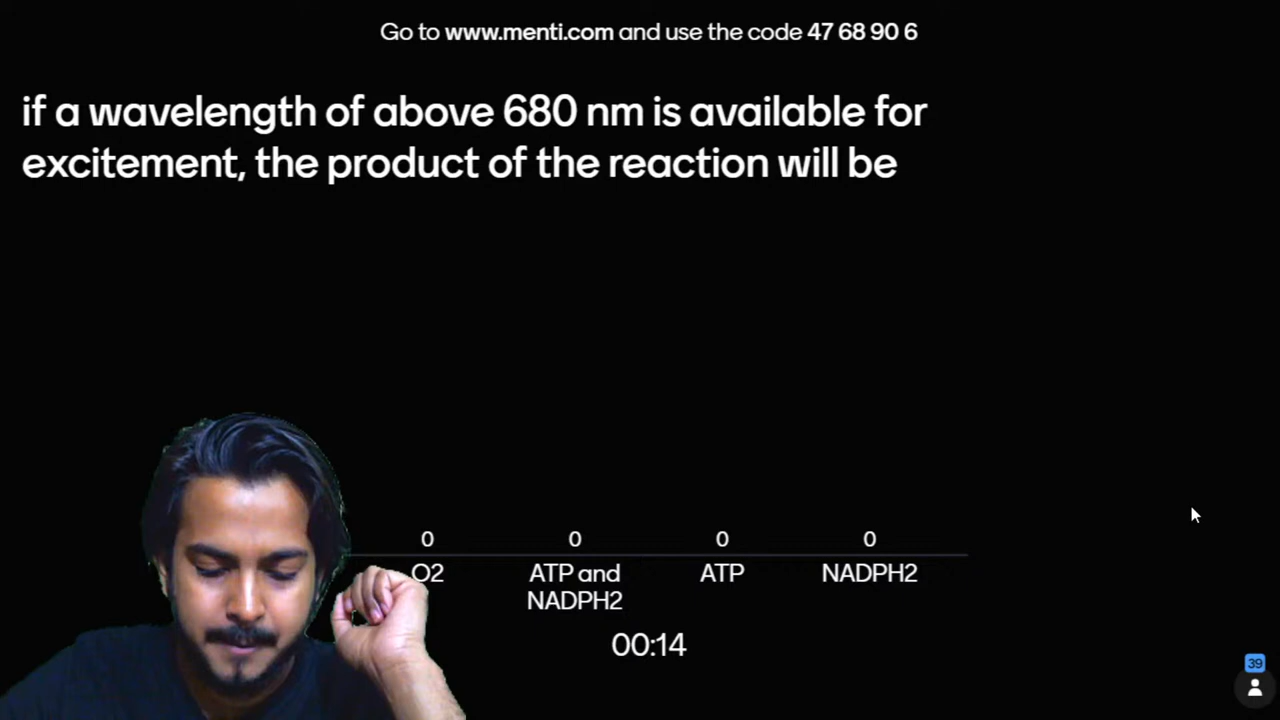 Go to www.menti.com and use the code 47 68 90 6
if a wavelength of above 680 nm is available for
excitement, the product of the reaction will be
0 0 0 0
O2 ATP and ATP NADPH2
NADPH2
00:14
39